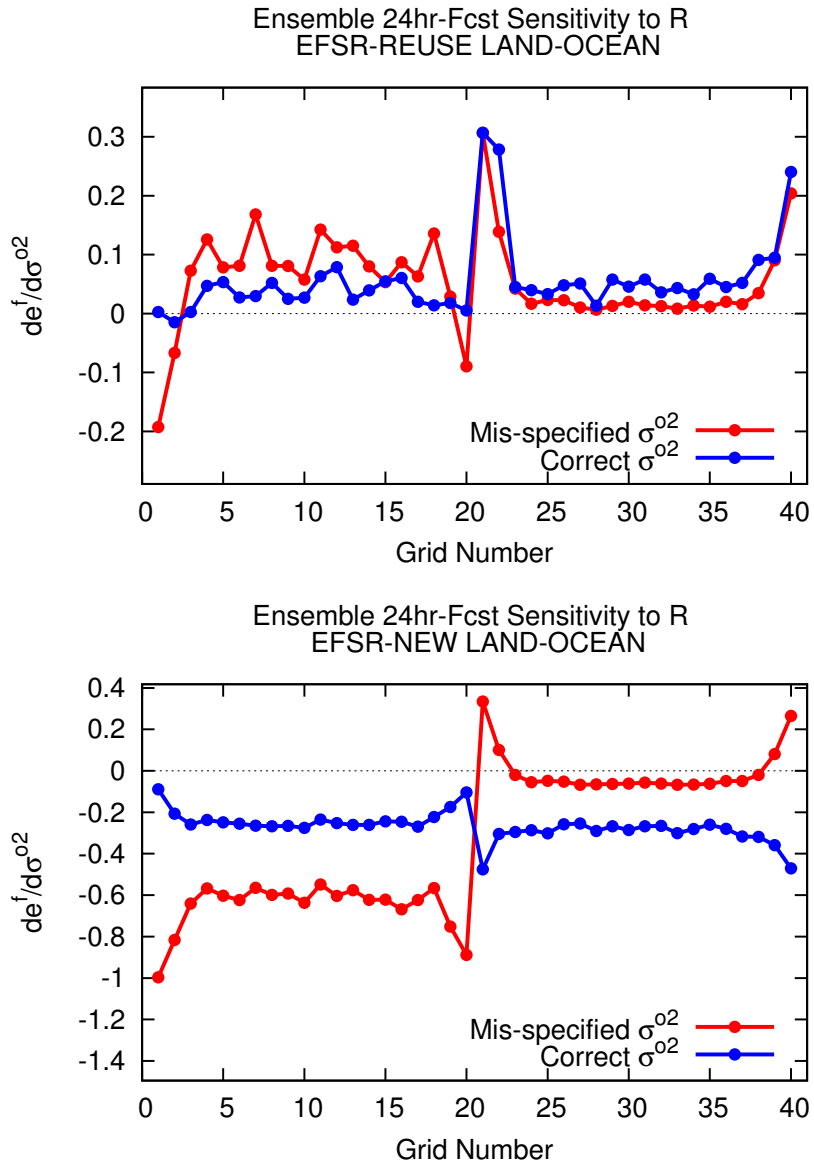 Ensemble 24hr-Fcst Sensitivity to R
EFSR-REUSE LAND-OCEAN
0.3
0.2
0.1
0
-0.1
-0.2
de^f/dσ^o2
Mis-specified σ^o2
Correct σ^o2
0 5 10 15 20 25 30 35 40
Grid Number
Ensemble 24hr-Fcst Sensitivity to R
EFSR-NEW LAND-OCEAN
0.4
0.2
0
-0.2
-0.4
-0.6
-0.8
-1
-1.2
-1.4
de^f/dσ^o2
Mis-specified σ^o2
Correct σ^o2
0 5 10 15 20 25 30 35 40
Grid Number